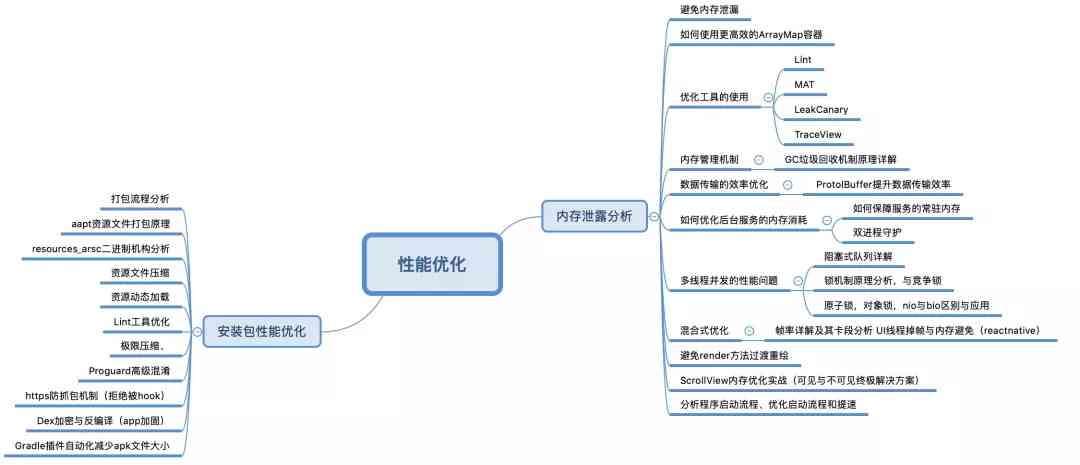 性能优化
内存泄露分析
避免内存泄漏
如何使用更高效的ArrayMap容器
优化工具的使用
Lint
MAT
LeakCanary
TraceView
内存管理机制
GC垃圾回收机制原理详解
数据传输的效率优化
ProtolBuffer提升数据传输效率
如何优化后台服务的内存消耗
如何保障服务的常驻内存
双进程守护
多线程并发的性能问题
阻塞式队列详解
锁机制原理分析，与竞争锁
原子锁，对象锁，nio与bio区别与应用
混合式优化
帧率详解及其卡段分析 UI线程掉帧与内存避免（reactnative）
避免render方法过渡重绘
ScrollView内存优化实战（可见与不可见终极解决方案）
分析程序启动流程、优化启动流程和提速
安装包性能优化
打包流程分析
aapt资源文件打包原理
resources_arsc二进制机构分析
资源文件压缩
资源动态加载
Lint工具优化
极限压缩、
Proguard高级混淆
https防抓包机制（拒绝被hook）
Dex加密与反编译（app加固）
Gradle插件自动化减少apk文件大小